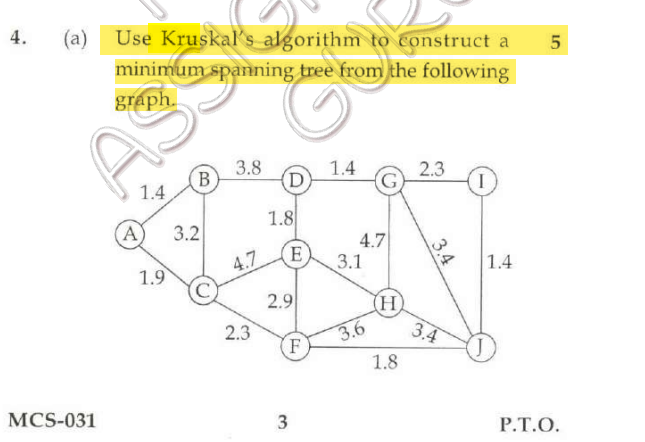 4. (a) Use Kruskal's algorithm to construct a 5
minimum spanning tree from the following
graph.
ASSIGN
GURU
B 3.8 D 1.4 G 2.3 I
1.4
A 3.2 1.8 4.7 3.4 1.4
E 3.1
1.9 4.7
C 2.9 H
2.3 3.6 3.4
F 1.8 J
MCS-031 3 P.T.O.